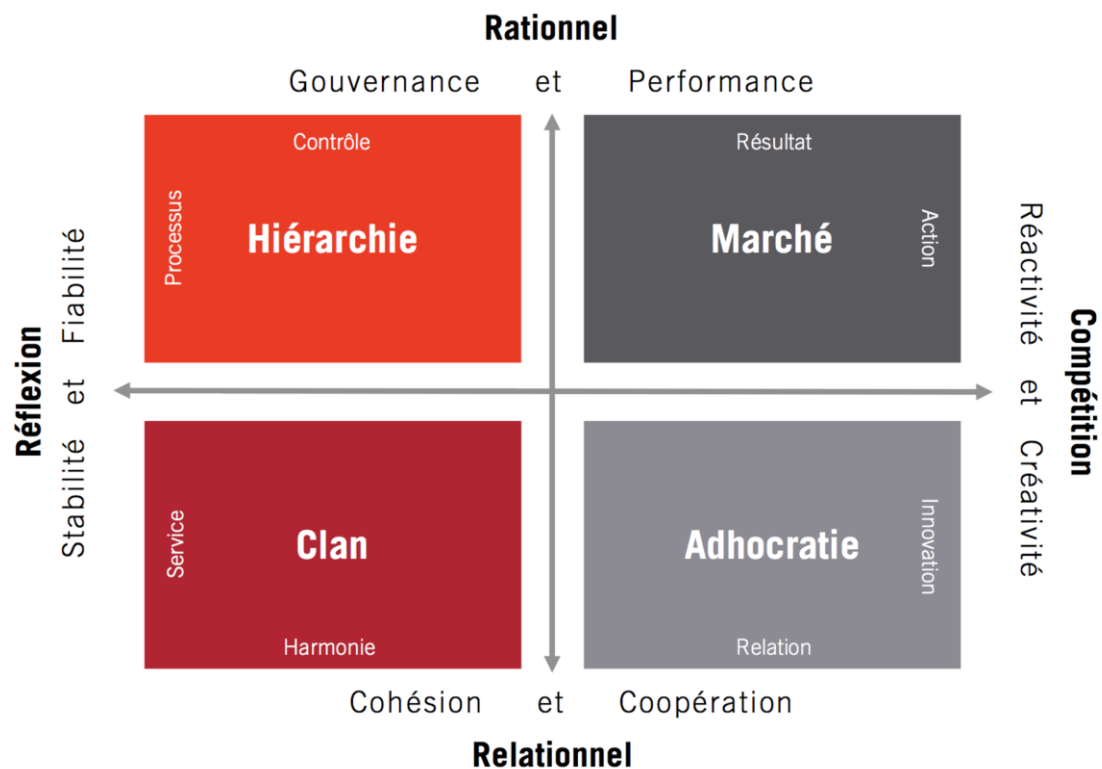 Rationnel
Gouvernance et Performance
Contrôle
Processus
Hiérarchie
Résultat
Marché
Action
Réflexion
Stabilité et Fiabilité
Réactivité et Créativité
Compétition
Service
Clan
Harmonie
Adhocratie
Innovation
Relation
Cohésion et Coopération
Relationnel